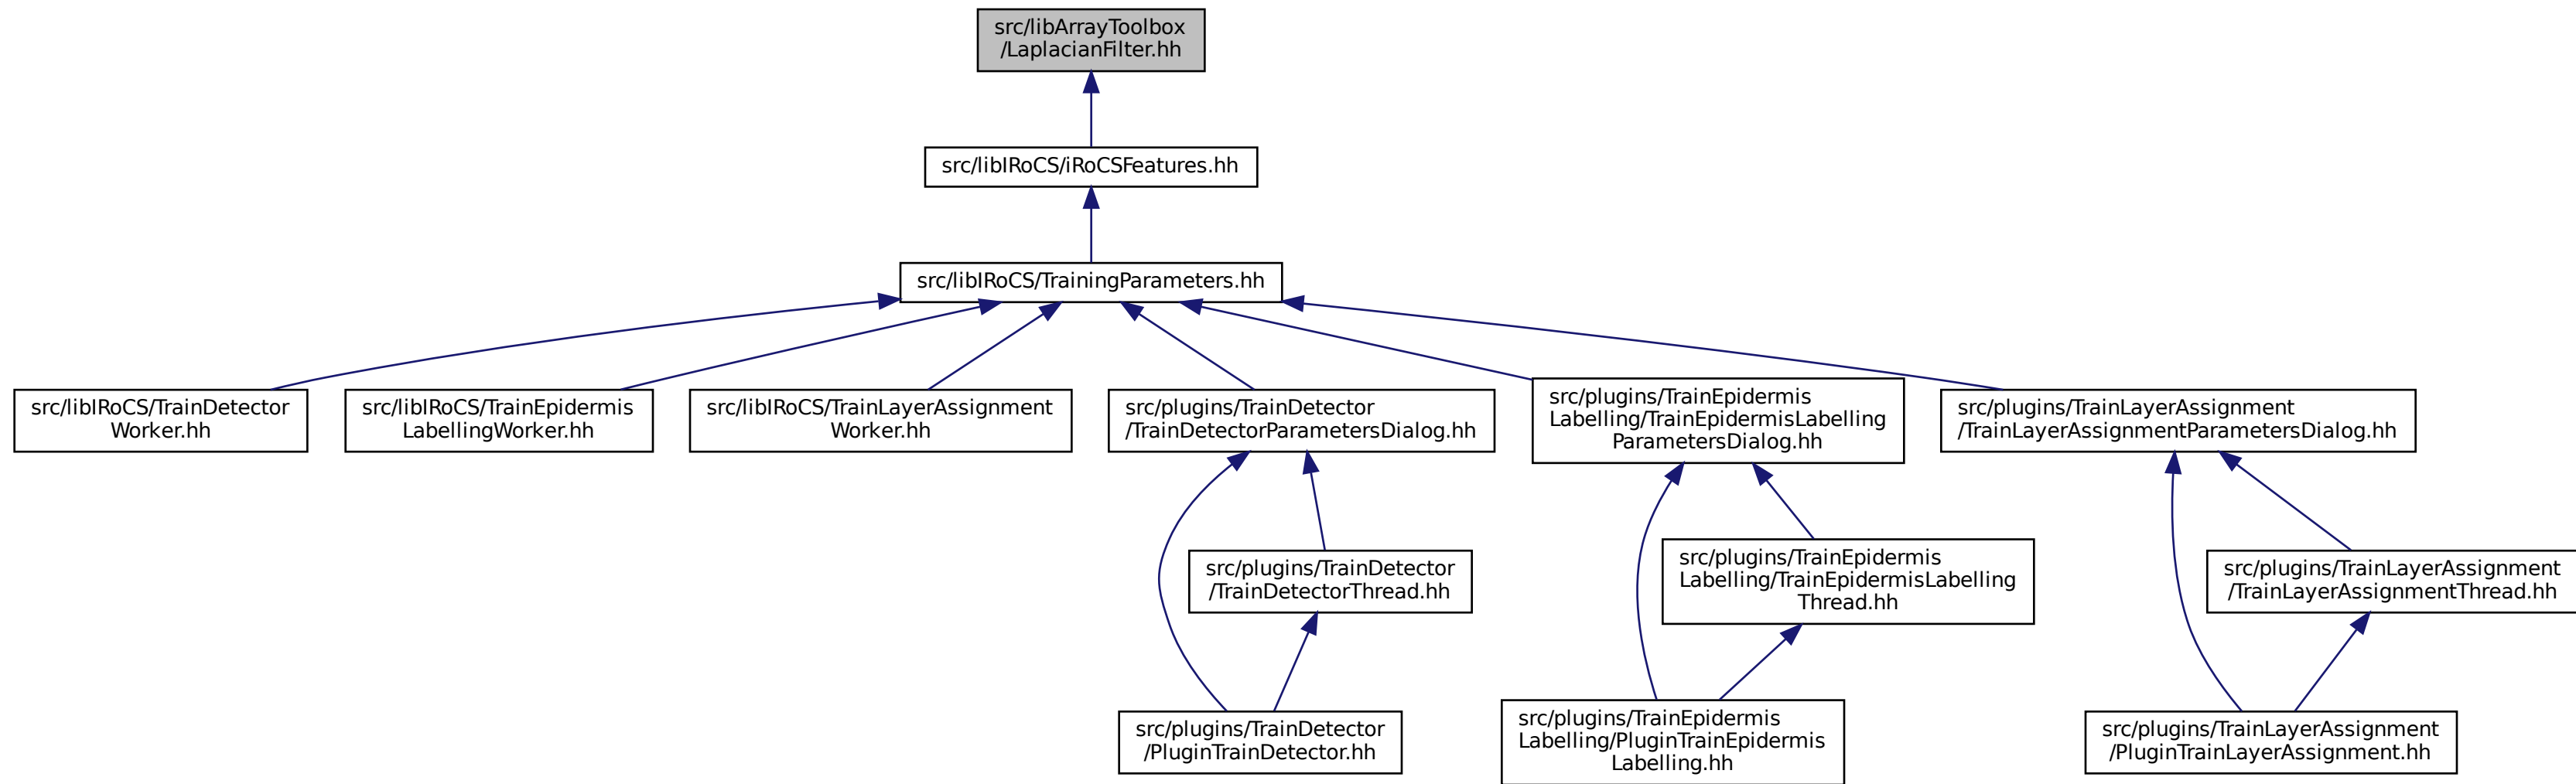 src/libArrayToolbox
/LaplacianFilter.hh
src/libIRoCS/iRoCSFeatures.hh
src/libIRoCS/TrainingParameters.hh
src/libIRoCS/TrainDetector
Worker.hh
src/libIRoCS/TrainEpidermis
LabellingWorker.hh
src/libIRoCS/TrainLayerAssignment
Worker.hh
src/plugins/TrainDetector
/TrainDetectorParametersDialog.hh
src/plugins/TrainEpidermis
Labelling/TrainEpidermisLabelling
ParametersDialog.hh
src/plugins/TrainLayerAssignment
/TrainLayerAssignmentParametersDialog.hh
src/plugins/TrainDetector
/TrainDetectorThread.hh
src/plugins/TrainEpidermis
Labelling/TrainEpidermisLabelling
Thread.hh
src/plugins/TrainLayerAssignment
/TrainLayerAssignmentThread.hh
src/plugins/TrainDetector
/PluginTrainDetector.hh
src/plugins/TrainEpidermis
Labelling/PluginTrainEpidermis
Labelling.hh
src/plugins/TrainLayerAssignment
/PluginTrainLayerAssignment.hh